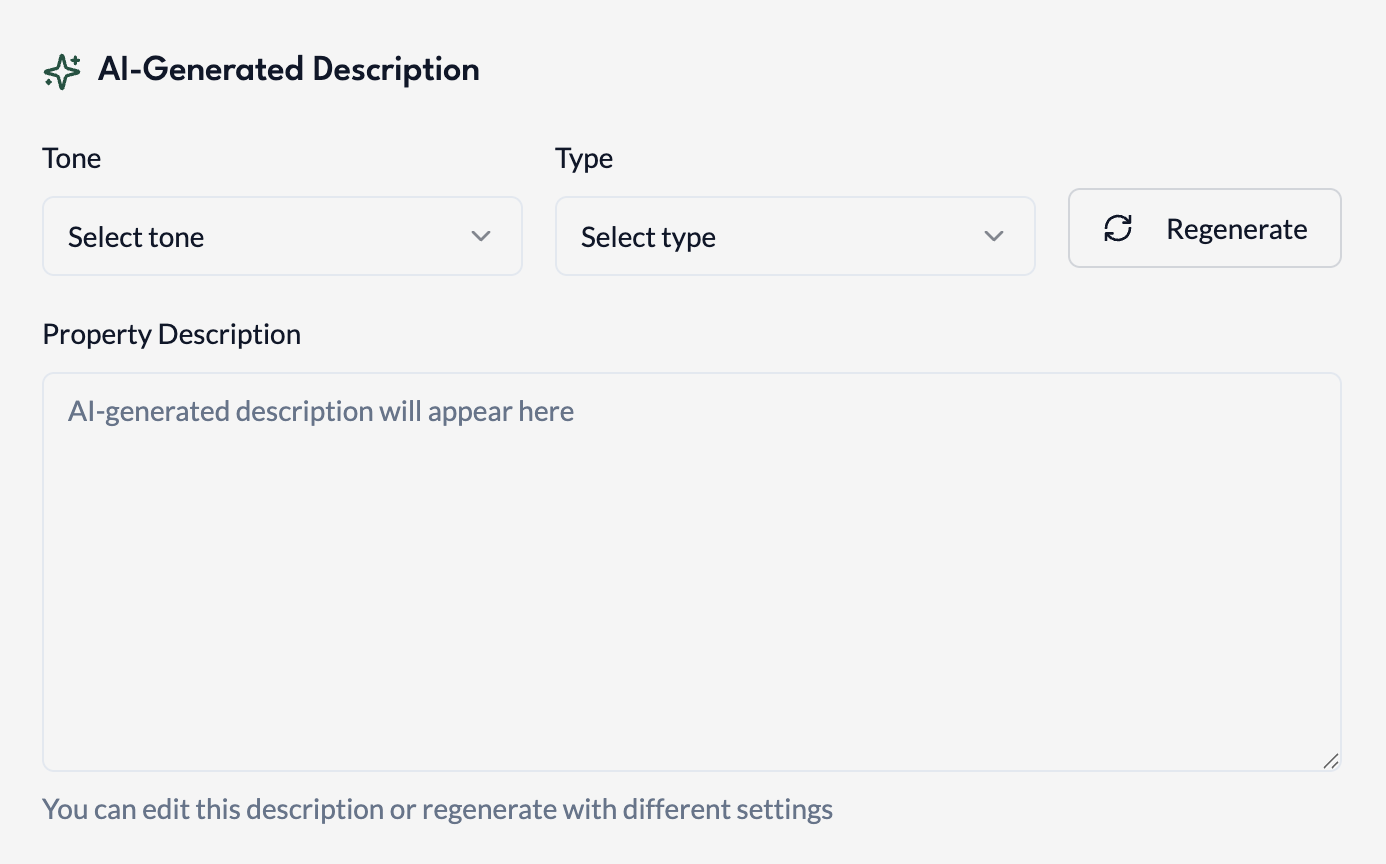 AI-Generated Description
Tone
Type
Select tone
Select type
Regenerate
Property Description
AI-generated description will appear here
You can edit this description or regenerate with different settings